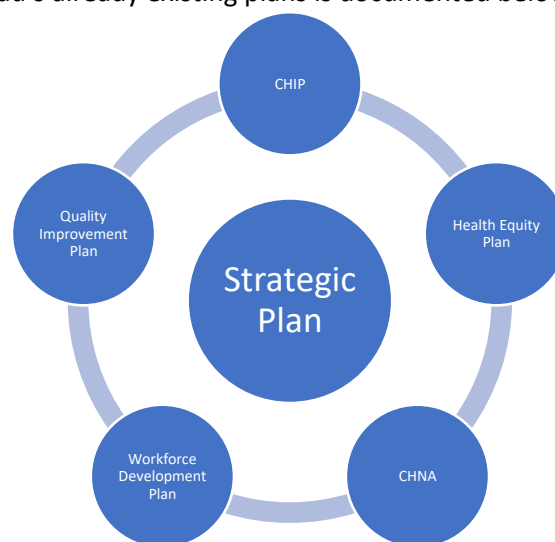 already existing plans is documented below
CHIP
Quality
Improvement
Plan
Health Equity
Plan
Strategic
Plan
Workforce
Development
Plan
CHNA